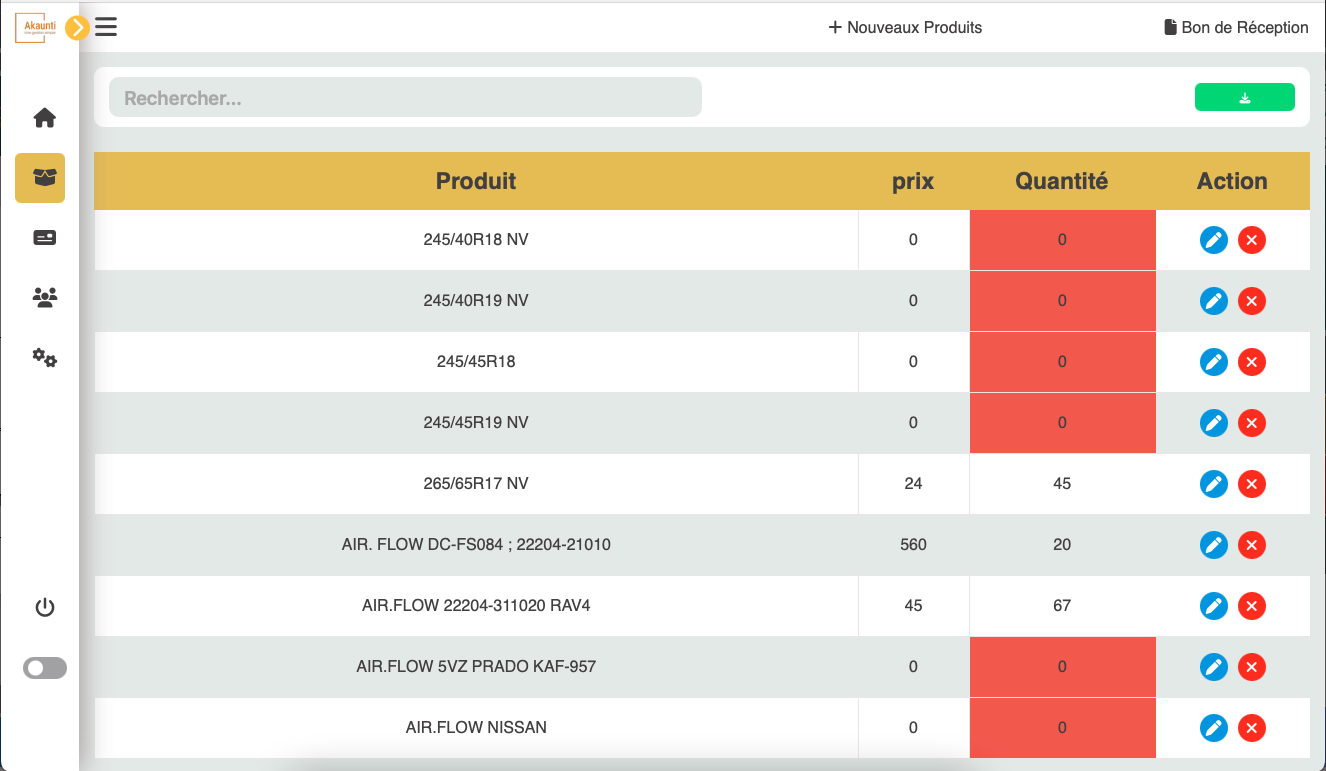 Akaunti
Une gestion simple
+ Nouveaux Produits
Bon de Réception
Rechercher...
Produit prix Quantité Action
245/40R18 NV 0 0
245/40R19 NV 0 0
245/45R18 0 0
245/45R19 NV 0 0
265/65R17 NV 24 45
AIR. FLOW DC-FS084 ; 22204-21010 560 20
AIR.FLOW 22204-311020 RAV4 45 67
AIR.FLOW 5VZ PRADO KAF-957 0 0
AIR.FLOW NISSAN 0 0